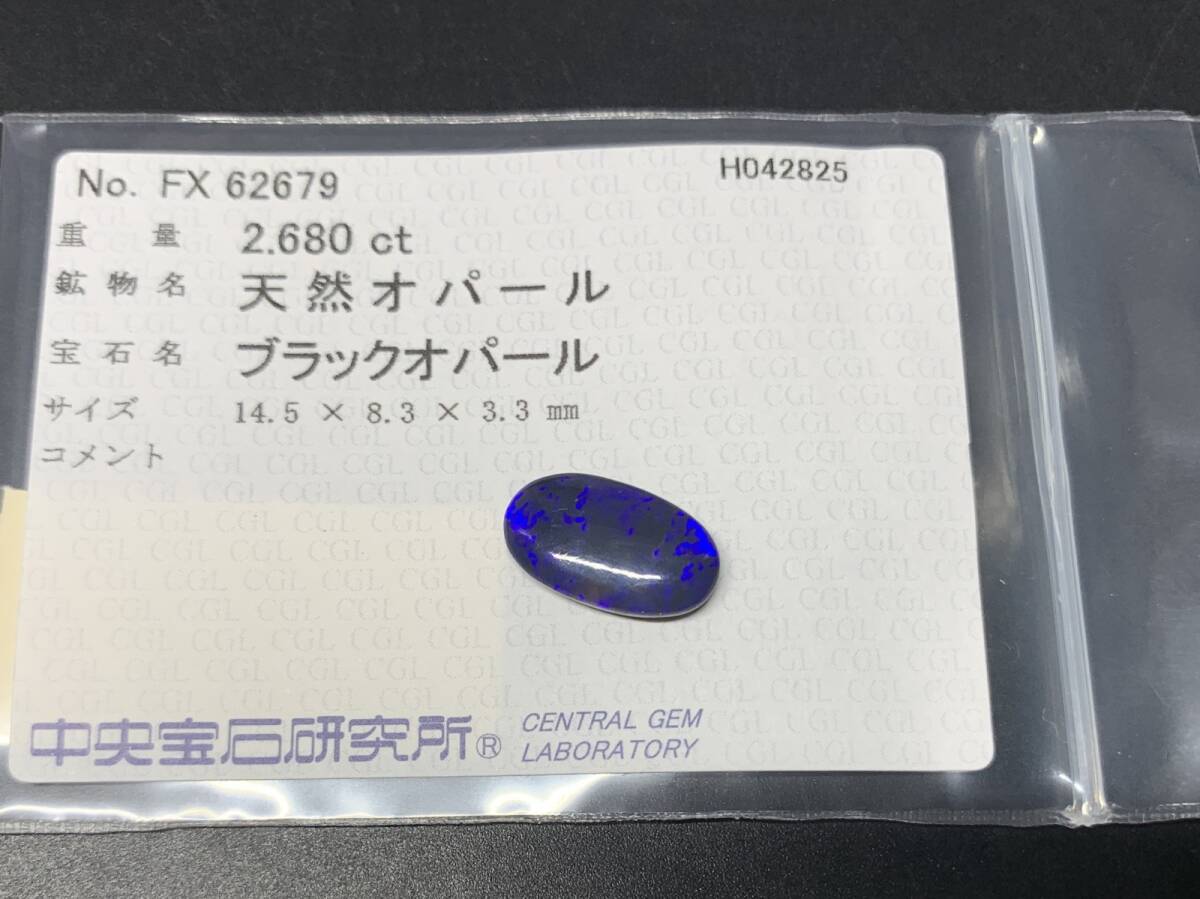 No. FX 62679 H042825
重量 2.680 ct
鉱物名 天然オパール
宝石名 ブラックオパール
サイズ 14.5 × 8.3 × 3.3 mm
コメント
中央宝石研究所® CENTRAL GEM
LABORATORY